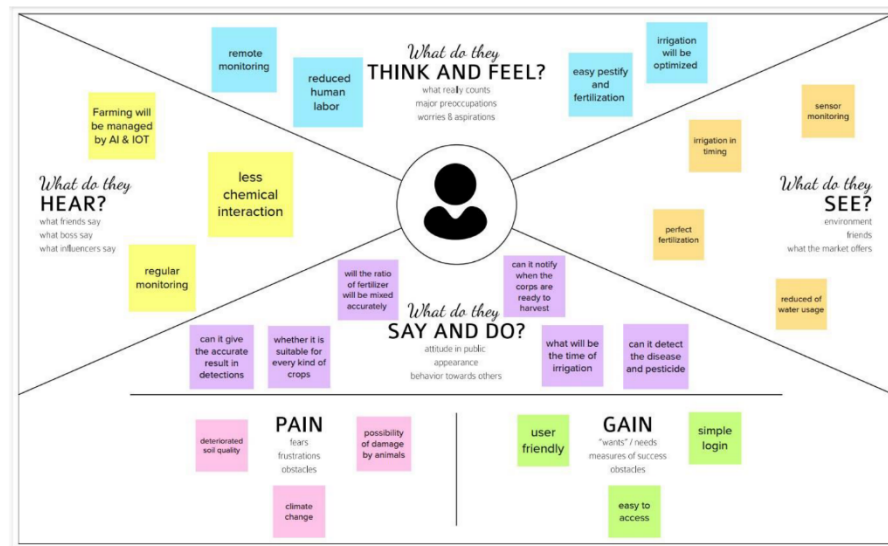 What do they
THINK AND FEEL?
what really counts
major preoccupations
worries & aspirations
remote
monitoring
reduced
human
labor
easy pestify
and
fertilization
irrigation
will be
optimized
What do they
HEAR?
what friends say
what boss say
what influencers say
Farming will
be managed
by AI & IOT
less
chemical
interaction
regular
monitoring
What do they
SEE?
environment
friends
what the market offers
sensor
monitoring
irrigation in
timing
perfect
fertilization
reduced of
water usage
What do they
SAY AND DO?
attitude in public
appearance
behavior towards others
will the ratio
of fertilizer
will be mixed
accurately
can it notify
when the
corps are
ready to
harvest
can it give
the accurate
result in
detections
whether it is
suitable for
every kind of
crops
what will be
the time of
irrigation
can it detect
the disease
and pesticide
PAIN
fears
frustrations
obstacles
deteriorated
soil quality
possibility
of damage
by animals
climate
change
GAIN
"wants" / needs
measures of success
obstacles
user
friendly
simple
login
easy to
access